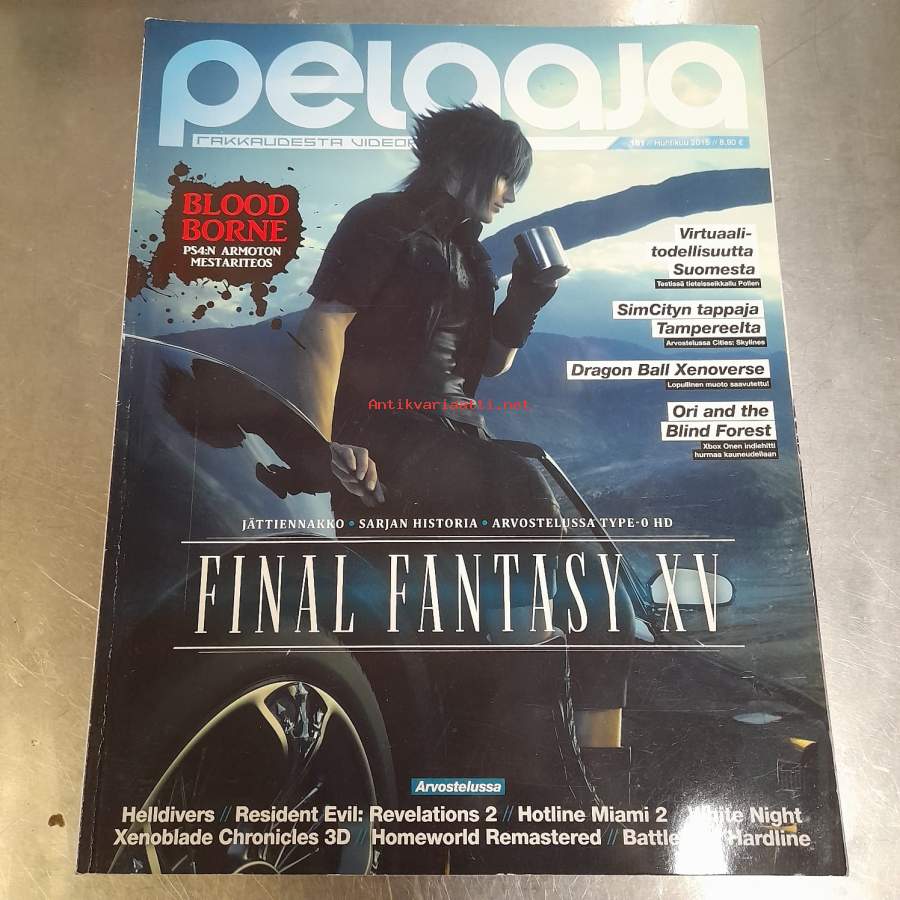 pelaaja
RAKKAUDESTA
151 // Huhtikuu 2015 // 8,90 €
BLOOD
BORNE
PS4:N ARMOTON
MESTARITEOS
Virtuaali-
todellisuutta
Suomesta
Testissä tieteisseikkailu Pollen
SimCityn tappaja
Tampereelta
Arvostelussa Cities: Skylines
Dragon Ball Xenoverse
Lopullinen muoto saavutettu!
Ori and the
Blind Forest
Xbox Onen indiehitti
hurmaa kauneudellaan
Antikvariaatti.net
JÄTTIENNAKKO • SARJAN HISTORIA • ARVOSTELUSSA TYPE-0 HD
FINAL FANTASY XV
Arvostelussa
Helldivers // Resident Evil: Revelations 2 // Hotline Miami 2 Night
Xenoblade Chronicles 3D // Homeworld Remastered // Hardline